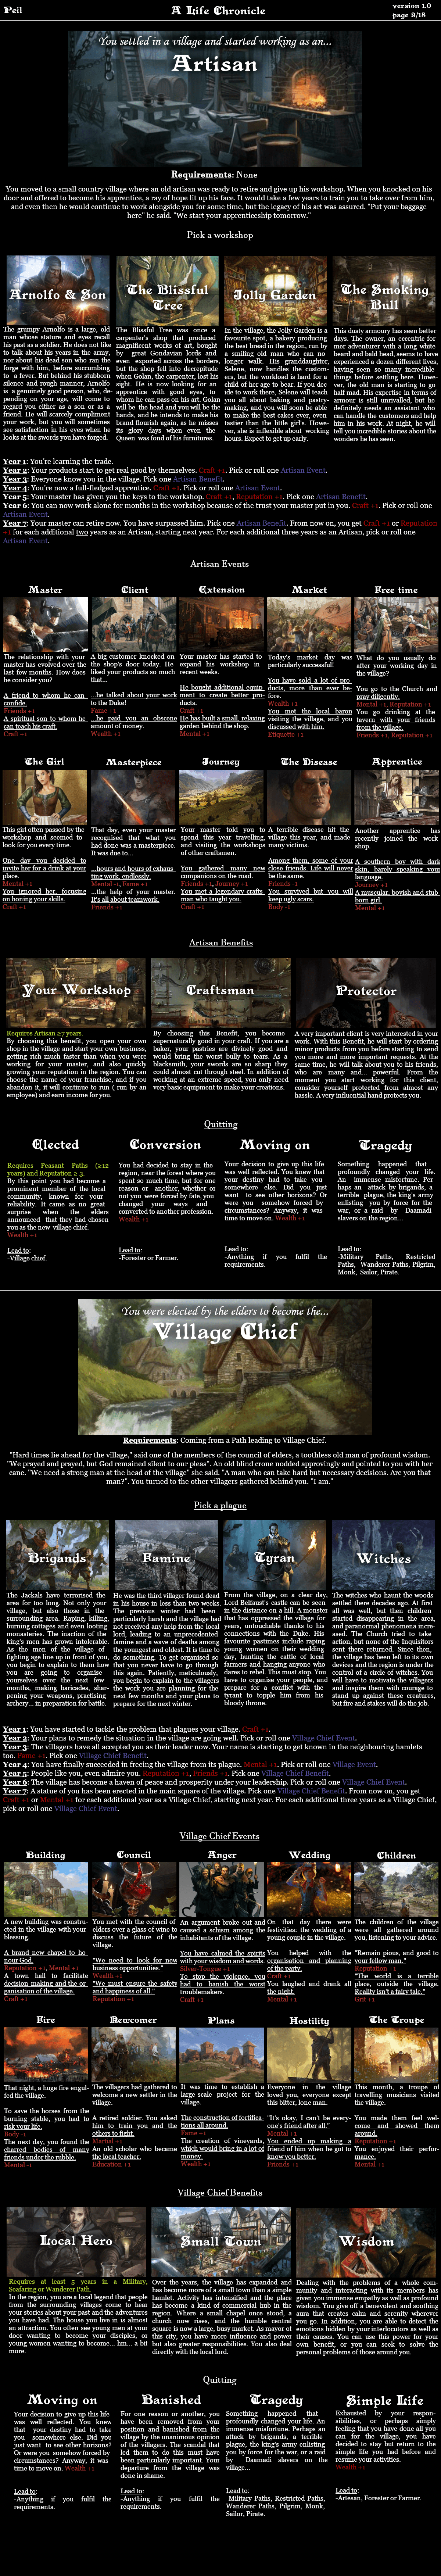 Peil
A Life Chronicle
version 1.0
page 9/18
You settled in a village and started working as an...
Artisan
Requirements: None
You moved to a small country village where an old artisan was ready to retire and give up his workshop. When you knocked on his
door and offered to become his apprentice, a ray of hope lit up his face. It would take a few years to train you to take over from him,
and even then he would continue to work alongside you for some time, but the legacy of his art was assured. "Put your baggage
here" he said. "We start your apprenticeship tomorrow."
Pick a workshop
Arnolfo & Son
The grumpy Arnolfo is a large, old
man whose stature and eyes recall
his past as a soldier. He does not like
to talk about his years in the army,
nor about his dead son who ran the
forge with him, before succumbing
to a fever. But behind his stubborn
silence and rough manner, Arnolfo
is a genuinely good person, who, de-
pending on your age, will come to
regard you either as a son or as a
friend. He will scarcely compliment
your work, but you will sometimes
see satisfaction in his eyes when he
looks at the swords you have forged.
The Blissful
Tree
The Blissful Tree was once a
carpenter's shop that produced
magnificent works of art, bought
by great Gondavian lords and
even exported across the borders,
but the shop fell into decrepitude
when Golan, the carpenter, lost his
sight. He is now looking for an
apprentice with good eyes, to
whom he can pass on his art. Golan
will be the head and you will be the
hands, and he intends to make his
brand flourish again, as he misses
its glory days when even the
Queen was fond of his furnitures.
Jolly Garden
In the village, the Jolly Garden is a
favourite spot, a bakery producing
the best bread in the region, run by
a smiling old man who can no
longer walk. His granddaughter,
Selene, now handles the custom-
ers, but the workload is hard for a
child of her age to bear. If you dec-
ide to work there, Selene will teach
you all about baking and pastry-
making, and you will soon be able
to make the best cakes ever, even
tastier than the little girl's. Howe-
ver, she is inflexible about working
hours. Expect to get up early.
The Smoking
Bull
This dusty armoury has seen better
days. The owner, an eccentric for-
mer adventurer with a long white
beard and bald head, seems to have
experienced a dozen different lives,
having seen so many incredible
things before settling here. Howe-
ver, the old man is starting to go
half mad. His expertise in terms of
armour is still unrivalled, but he
definitely needs an assistant who
can handle the customers and help
him in his work. At night, he will
tell you incredible stories about the
wonders he has seen.
Year 1: You're learning the trade.
Year 2: Your products start to get real good by themselves. Craft +1. Pick or roll one Artisan Event.
Year 3: Everyone know you in the village. Pick one Artisan Benefit.
Year 4: You're now a full-fledged apprentice. Craft +1. Pick or roll one Artisan Event.
Year 5: Your master has given you the keys to the workshop. Craft +1, Reputation +1. Pick one Artisan Benefit.
Year 6: You can now work alone for months in the workshop because of the trust your master put in you. Craft +1. Pick or roll one
Artisan Event.
Year 7: Your master can retire now. You have surpassed him. Pick one Artisan Benefit. From now on, you get Craft +1 or Reputation
+1 for each additional two years as an Artisan, starting next year. For each additional three years as an Artisan, pick or roll one
Artisan Event.
Artisan Events
Master
The relationship with your
master has evolved over the
last few months. How does
he consider you?
A friend to whom he can
confide.
Friends +1
A spiritual son to whom he
can teach his craft.
Craft +1
Client
A big customer knocked on
the shop's door today. He
liked your products so much
that...
...he talked about your work
to the Duke!
Fame +1
...he paid you an obscene
amount of money.
Wealth +1
Extension
Your master has started to
expand his workshop in
recent weeks.
He bought additional equip-
ment to create better pro-
ducts.
Craft +1
He has built a small, relaxing
garden behind the shop.
Mental +1
Market
Today's market day was
particularly successful!
You have sold a lot of pro-
ducts, more than ever be-
fore.
Wealth +1
You met the local baron
visiting the village, and you
discussed with him.
Etiquette +1
Free time
What do you usually do
after your working day in
the village?
You go to the Church and
pray diligently.
Mental +1, Reputation +1
You go drinking at the
tavern with your friends
from the village.
Friends +1, Reputation +1
The Girl
This girl often passed by the
workshop and seemed to
look for you every time.
One day you decided to
invite her for a drink at your
place.
Mental +1
You ignored her, focusing
on honing your skills.
Craft +1
Masterpiece
That day, even your master
recognised that what you
had done was a masterpiece.
It was due to...
...hours and hours of exhaus-
ting work, endlessly.
Mental -1, Fame +1
...the help of your master.
It's all about teamwork.
Friends +1
Journey
Your master told you to
spend this year travelling,
and visiting the workshops
of other craftsmen.
You gathered many new
companions on the road.
Friends +1, Journey +1
You met a legendary crafts-
man who taught you.
Craft +1
The Disease
A terrible disease hit the
village this year, and made
many victims.
Among them, some of your
close friends. Life will never
be the same.
Friends -1
You survived but you will
keep ugly scars.
Body -1
Apprentice
Another apprentice has
recently joined the work-
shop.
A southern boy with dark
skin, barely speaking your
language.
Journey +1
A muscular, boyish and stub-
born girl.
Mental +1
Artisan Benefits
Your Workshop
Requires Artisan ≥7 years.
By choosing this benefit, you open your own
shop in the village and start your own business,
getting rich much faster than when you were
working for your master, and also quickly
growing your reputation in the region. You can
choose the name of your franchise, and if you
abandon it, it will continue to run ( run by an
employee) and earn income for you.
Craftsman
By choosing this Benefit, you become
supernaturally good in your craft. If you are a
baker, your pastries are divinely good and
would bring the worst bully to tears. As a
blacksmith, your swords are so sharp they
could almost cut through steel. In addition of
working at an extreme speed, you only need
very basic equipment to make your creations.
Protector
A very important client is very interested in your
work. With this Benefit, he will start by ordering
minor products from you before starting to send
you more and more important requests. At the
same time, he will talk about you to his friends,
who are many and... powerful. From the
moment you start working for this client,
consider yourself protected from almost any
hassle. A very influential hand protects you.
Quitting
Elected
Requires Peasant Paths (≥12
years) and Reputation ≥ 3.
By this point you had become a
prominent member of the local
community, known for your
reliability. It came as no great
surprise when the elders
announced that they had chosen
you as the new village chief.
Wealth +1
Lead to:
-Village chief.
Conversion
You had decided to stay in the
region, near the forest where you
spent so much time, but for one
reason or another, whether or
not you were forced by fate, you
changed your ways and
converted to another profession.
Wealth +1
Lead to:
-Forester or Farmer.
Moving on
Your decision to give up this life
was well reflected. You knew that
your destiny had to take you
somewhere else. Did you just
want to see other horizons? Or
were you somehow forced by
circumstances? Anyway, it was
time to move on. Wealth +1
Lead to:
-Anything if you fulfil the
requirements.
Tragedy
Something happened that
profoundly changed your life.
An immense misfortune. Per-
haps an attack by brigands, a
terrible plague, the king's army
enlisting you by force for the
war, or a raid by Daamadi
slavers on the region...
Lead to:
-Military Paths, Restricted
Paths, Wanderer Paths, Pilgrim,
Monk, Sailor, Pirate.
You were elected by the elders to become the...
Village Chief
Requirements: Coming from a Path leading to Village Chief.
"Hard times lie ahead for the village," said one of the members of the council of elders, a toothless old man of profound wisdom.
"We prayed and prayed, but God remained silent to our pleas". An old blind crone nodded approvingly and pointed to you with her
cane. "We need a strong man at the head of the village" she said. "A man who can take hard but necessary decisions. Are you that
man?". You turned to the other villagers gathered behind you. "I am."
Pick a plague
Brigands
The Jackals have terrorised the
area for too long. Not only your
village, but also those in the
surrounding area. Raping, killing,
burning cottages and even looting
monasteries. The inaction of the
king's men has grown intolerable.
As the men of the village of
fighting age line up in front of you,
you begin to explain to them how
you are going to organise
yourselves over the next few
months, making baricades, shar-
pening your weapons, practising
archery... in preparation for battle.
Famine
He was the third villager found dead
in his house in less than two weeks.
The previous winter had been
particularly harsh and the village had
not received any help from the local
lord, leading to an unprecedented
famine and a wave of deaths among
the youngest and oldest. It is time to
do something. To get organised so
that you never have to go through
this again. Patiently, meticulously,
you begin to explain to the villagers
the work you are planning for the
next few months and your plans to
prepare for the next winter.
Tyran
From the village, on a clear day,
Lord Belfaust's castle can be seen
in the distance on a hill. A monster
that has oppressed the village for
years, untouchable thanks to his
connections with the Duke. His
favourite pastimes include raping
young women on their wedding
day, hunting the cattle of local
farmers and hanging anyone who
dares to rebel. This must stop. You
have to organise your people, and
prepare for a conflict with the
tyrant to topple him from his
bloody throne.
Witches
The witches who haunt the woods
settled there decades ago. At first
all was well, but then children
started disappearing in the area,
and paranormal phenomena incre-
ased. The Church tried to take
action, but none of the Inquisitors
sent there returned. Since then,
the village has been left to its own
devices and the region is under the
control of a circle of witches. You
will have to motivate the villagers
and inspire them with courage to
stand up against these creatures,
but fire and stakes will do the job.
Year 1: You have started to tackle the problem that plagues your village. Craft +1.
Year 2: Your plans to remedy the situation in the village are going well. Pick or roll one Village Chief Event.
Year 3: The villagers have all accepted you as their leader now. Your name is starting to get known in the neighbouring hamlets
too. Fame +1. Pick one Village Chief Benefit.
Year 4: You have finally succeeded in freeing the village from its plague. Mental +1. Pick or roll one Village Event.
Year 5: People like you, even admire you. Reputation +1, Friends +1. Pick one Village Chief Benefit.
Year 6: The village has become a haven of peace and prosperity under your leadership. Pick or roll one Village Chief Event.
Year 7: A statue of you has been erected in the main square of the village. Pick one Village Chief Benefit. From now on, you get
Craft +1 or Mental +1 for each additional year as a Village Chief, starting next year. For each additional three years as a Village Chief,
pick or roll one Village Chief Event.
Village Chief Events
Building
A new building was constru-
cted in the village with your
blessing.
A brand new chapel to ho-
nour God.
Reputation +1, Mental +1
A town hall to facilitate
decision making and the or-
ganisation of the village.
Craft +1
Council
You met with the council of
elders over a glass of wine to
discuss the future of the
village.
"We need to look for new
business opportunities."
Wealth +1
"We must ensure the safety
and happiness of all."
Reputation +1
Anger
An argument broke out and
caused a schism among the
inhabitants of the village.
You have calmed the spirits
with your wisdom and words.
Silver-Tongue +1
To stop the violence, you
had to banish the worst
troublemakers.
Craft +1
Wedding
On that day there were
festivities: the wedding of a
young couple in the village.
You helped with the
organisation and planning
of the party.
Craft +1
You laughed and drank all
the night.
Mental +1
Children
The children of the village
were all gathered around
you, listening to your advice.
"Remain pious, and good to
your fellow man."
Reputation +1
"The world is a terrible
place, outside the village.
Reality isn't a fairy tale."
Grit +1
Fire
That night, a huge fire engul-
fed the village.
To save the horses from the
burning stable, you had to
risk your life.
Body -1
The next day, you found the
charred bodies of many
friends under the rubble.
Mental -1
Newcomer
The villagers had gathered to
welcome a new settler in the
village.
A retired soldier. You asked
him to train you and the
others to fight.
Martial +1
An old scholar who became
the local teacher.
Education +1
Plans
It was time to establish a
large-scale project for the
village.
The construction of fortifica-
tions all around.
Fame +1
The creation of vineyards,
which would bring in a lot of
money.
Wealth +1
Hostility
Everyone in the village
loved you, everyone except
this bitter, lone man.
"It's okay, I can't be every-
one's friend after all."
Mental +1
You ended up making a
friend of him when he got to
know you better.
Friends +1
The Troupe
This month, a troupe of
travelling musicians visited
the village.
You made them feel wel-
come and showed them
around.
Reputation +1
You enjoyed their perfor-
mance.
Mental +1
Village Chief Benefits
Local Hero
Requires at least 5 years in a Military,
Seafaring or Wanderer Path.
In the region, you are a local legend that people
from the surrounding villages come to hear
your stories about your past and the adventures
you have had. The house you live in is almost
an attraction. You often see young men at your
door wanting to become your disciples, or
young women wanting to become... hm... a bit
more.
Small Town
Over the years, the village has expanded and
has become more of a small town than a simple
hamlet. Activity has intensified and the place
has become a kind of commercial hub in the
region. Where a small chapel once stood, a
church now rises, and the humble central
square is now a large, busy market. As mayor of
this city, you have more influence and power
but also greater responsibilities. You also deal
directly with the local lord.
Wisdom
Dealing with the problems of a whole com-
munity and interacting with its members has
given you immense empathy as well as profound
wisdom. You give off a benevolent and soothing
aura that creates calm and serenity wherever
you go. In addition, you are able to detect the
emotions hidden by your interlocutors as well as
their causes. You can use this power for your
own benefit, or you can seek to solve the
personal problems of those around you.
Quitting
Moving on
Your decision to give up this life
was well reflected. You knew
that your destiny had to take
you somewhere else. Did you
just want to see other horizons?
Or were you somehow forced by
circumstances? Anyway, it was
time to move on. Wealth +1
Lead to:
-Anything if you fulfil the
requirements.
Banished
For one reason or another, you
have been removed from your
position and banished from the
village by the unanimous opinion
of the villagers. The scandal that
led them to do this must have
been particularly important. Your
departure from the village was
done in shame.
Lead to:
-Anything if you fulfil the
requirements.
Tragedy
Something happened that
profoundly changed your life. An
immense misfortune. Perhaps an
attack by brigands, a terrible
plague, the king's army enlisting
you by force for the war, or a raid
by Daamadi slavers on the
village...
Lead to:
-Military Paths, Restricted Paths,
Wanderer Paths, Pilgrim, Monk,
Sailor, Pirate.
Simple Life
Exhausted by your respon-
sibilities, or perhaps simply
feeling that you have done all you
can for the village, you have
decided to stay but return to the
simple life you had before and
resume your activities.
Wealth +1
Lead to:
-Artesan, Forester or Farmer.